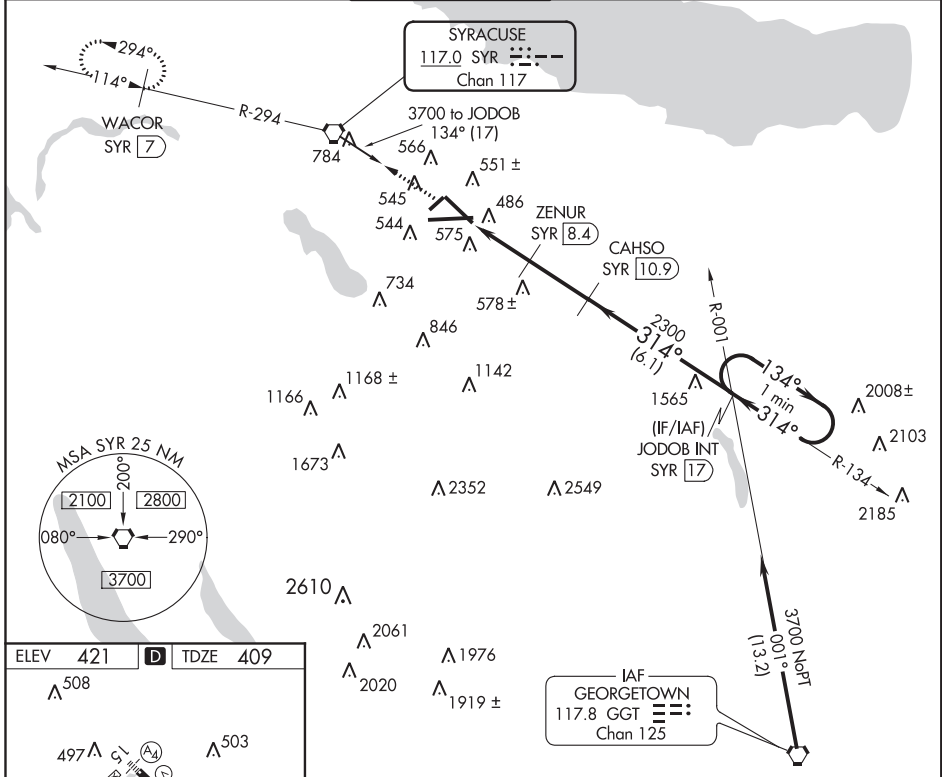 SYRACUSE
117.0 SYR
Chan 117
294°
114°
R-294
WACOR
SYR 7
3700 to JODOB
134° (17)
784
566
551 ±
545
486
544
575
ZENUR
SYR 8.4
CAHSO
SYR 10.9
578 ±
734
846
R-001
2300
314°
(6.1)
134°
1 min
314°
1565
2008±
2103
1142
1168 ±
1166
(IF/IAF)
JODOB INT
SYR 17
R-134
2185
1673
2352
2549
MSA SYR 25 NM
200°
2100
2800
080°
290°
3700
2610
2061
2020
1976
1919 ±
3700 NoPT
001°
(13.2)
IAF
GEORGETOWN
117.8 GGT
Chan 125
ELEV 421
D
TDZE 409
508
497
503
15
A4